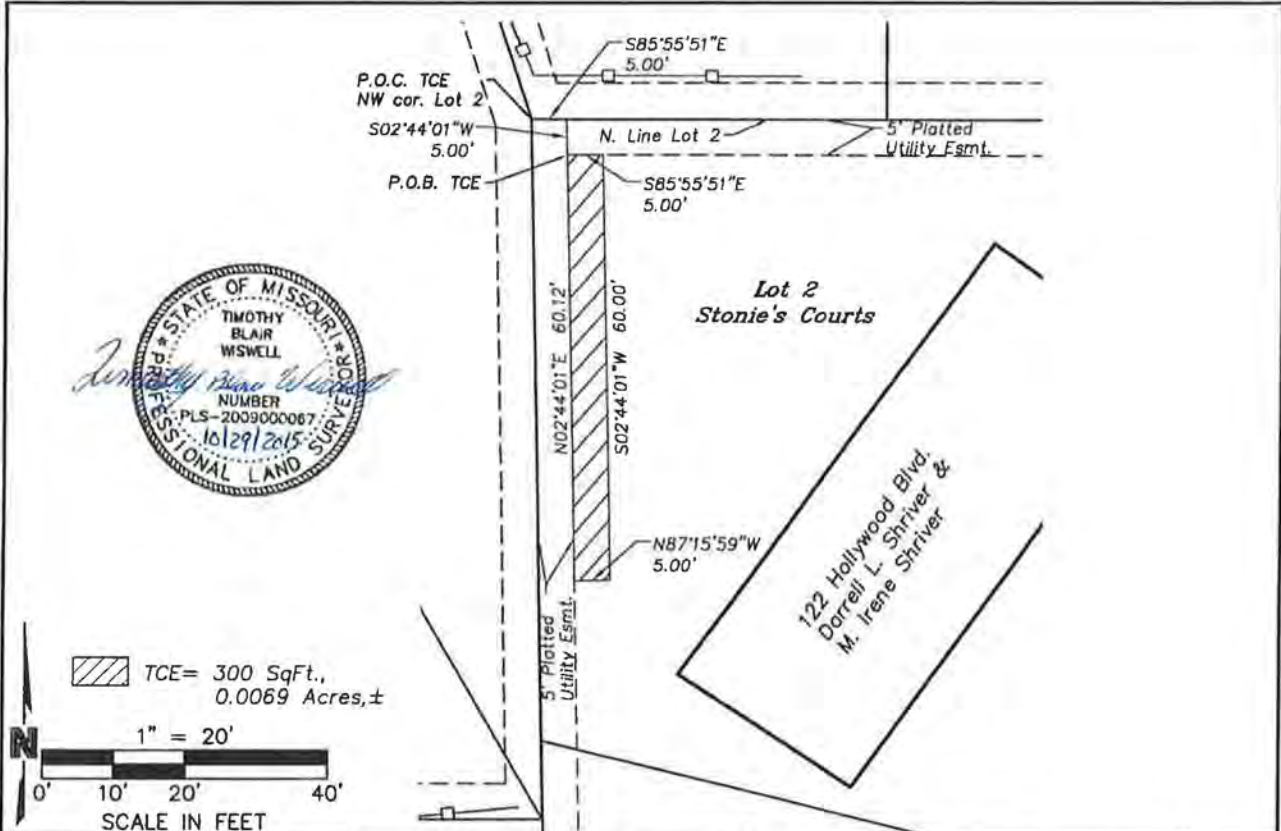 S85°55'51"E
5.00'
P.O.C. TCE
NW cor. Lot 2
S02°44'01"W
5.00'
N. Line Lot 2
5' Platted
Utility Esmt.
P.O.B. TCE
S85°55'51"E
5.00'
Lot 2
Stonie's Courts
N02°44'01"E 60.12'
S02°44'01"W 60.00'
STATE OF MISSOURI
TIMOTHY
BLAIR
WISWELL
Timothy Blair Wiswell
NUMBER
PLS-2009000067
10/29/2015
PROFESSIONAL LAND SURVEYOR
N87°15'59"W
5.00'
122 Hollywood Blvd.
Darrell L. Shriver &
M. Irene Shriver
5' Platted
Utility Esmt.
TCE= 300 SqFt.,
0.0069 Acres,±
N
1" = 20'
0' 10' 20' 40'
SCALE IN FEET